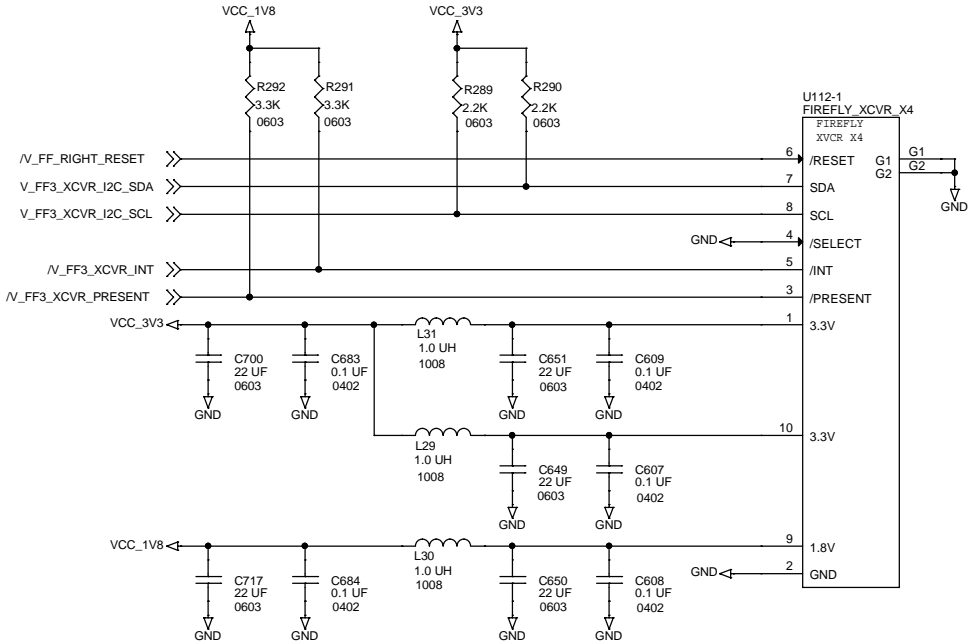 VCC_1V8
VCC_3V3
R292
3.3K
0603
R291
3.3K
0603
R289
2.2K
0603
R290
2.2K
0603
U112-1
FIREFLY_XCVR_X4
FIREFLY
XVCR X4
/V_FF_RIGHT_RESET
6
/RESET
G1
G1
G2
G2
GND
V_FF3_XCVR_I2C_SDA
7
SDA
V_FF3_XCVR_I2C_SCL
8
SCL
GND
4
/SELECT
/V_FF3_XCVR_INT
5
/INT
/V_FF3_XCVR_PRESENT
3
/PRESENT
VCC_3V3
1
3.3V
L31
1.0 UH
1008
C700
22 UF
0603
GND
C683
0.1 UF
0402
GND
C651
22 UF
0603
GND
C609
0.1 UF
0402
GND
10
3.3V
L29
1.0 UH
1008
C649
22 UF
0603
GND
C607
0.1 UF
0402
GND
VCC_1V8
9
1.8V
L30
1.0 UH
1008
GND
2
GND
C717
22 UF
0603
GND
C684
0.1 UF
0402
GND
C650
22 UF
0603
GND
C608
0.1 UF
0402
GND